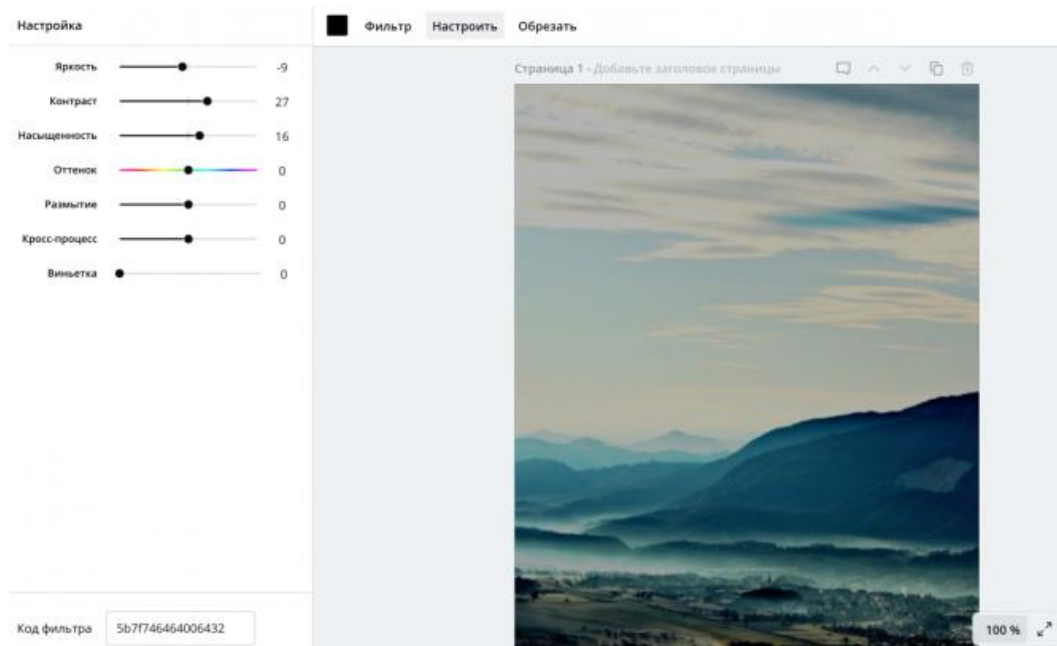 Настройка
Фильтр Настроить Обрезать
Яркость -9
Контраст 27
Насыщенность 16
Оттенок 0
Размытие 0
Кросс-процесс 0
Виньетка 0
Страница 1 - Добавьте заголовок страницы
Код фильтра 5b7f746464006432
100 %